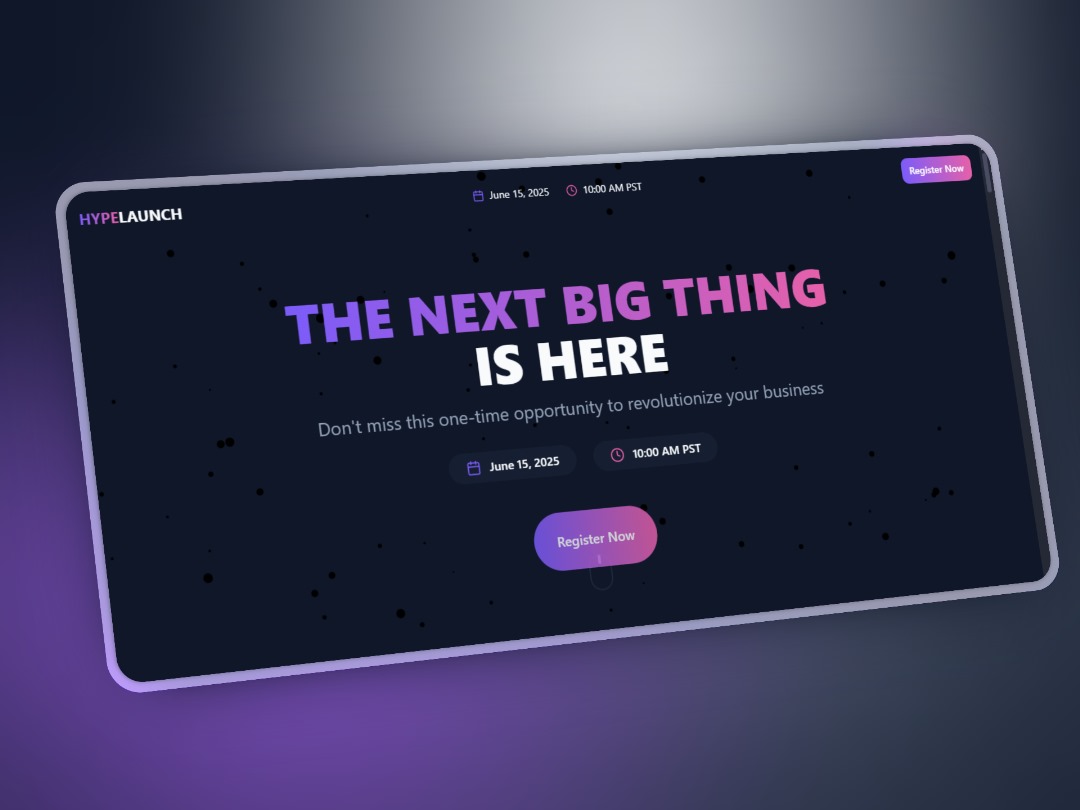 HYPELAUNCH
June 15, 2025
10:00 AM PST
Register Now
THE NEXT BIG THING
IS HERE
Don't miss this one-time opportunity to revolutionize your business
June 15, 2025
10:00 AM PST
Register Now